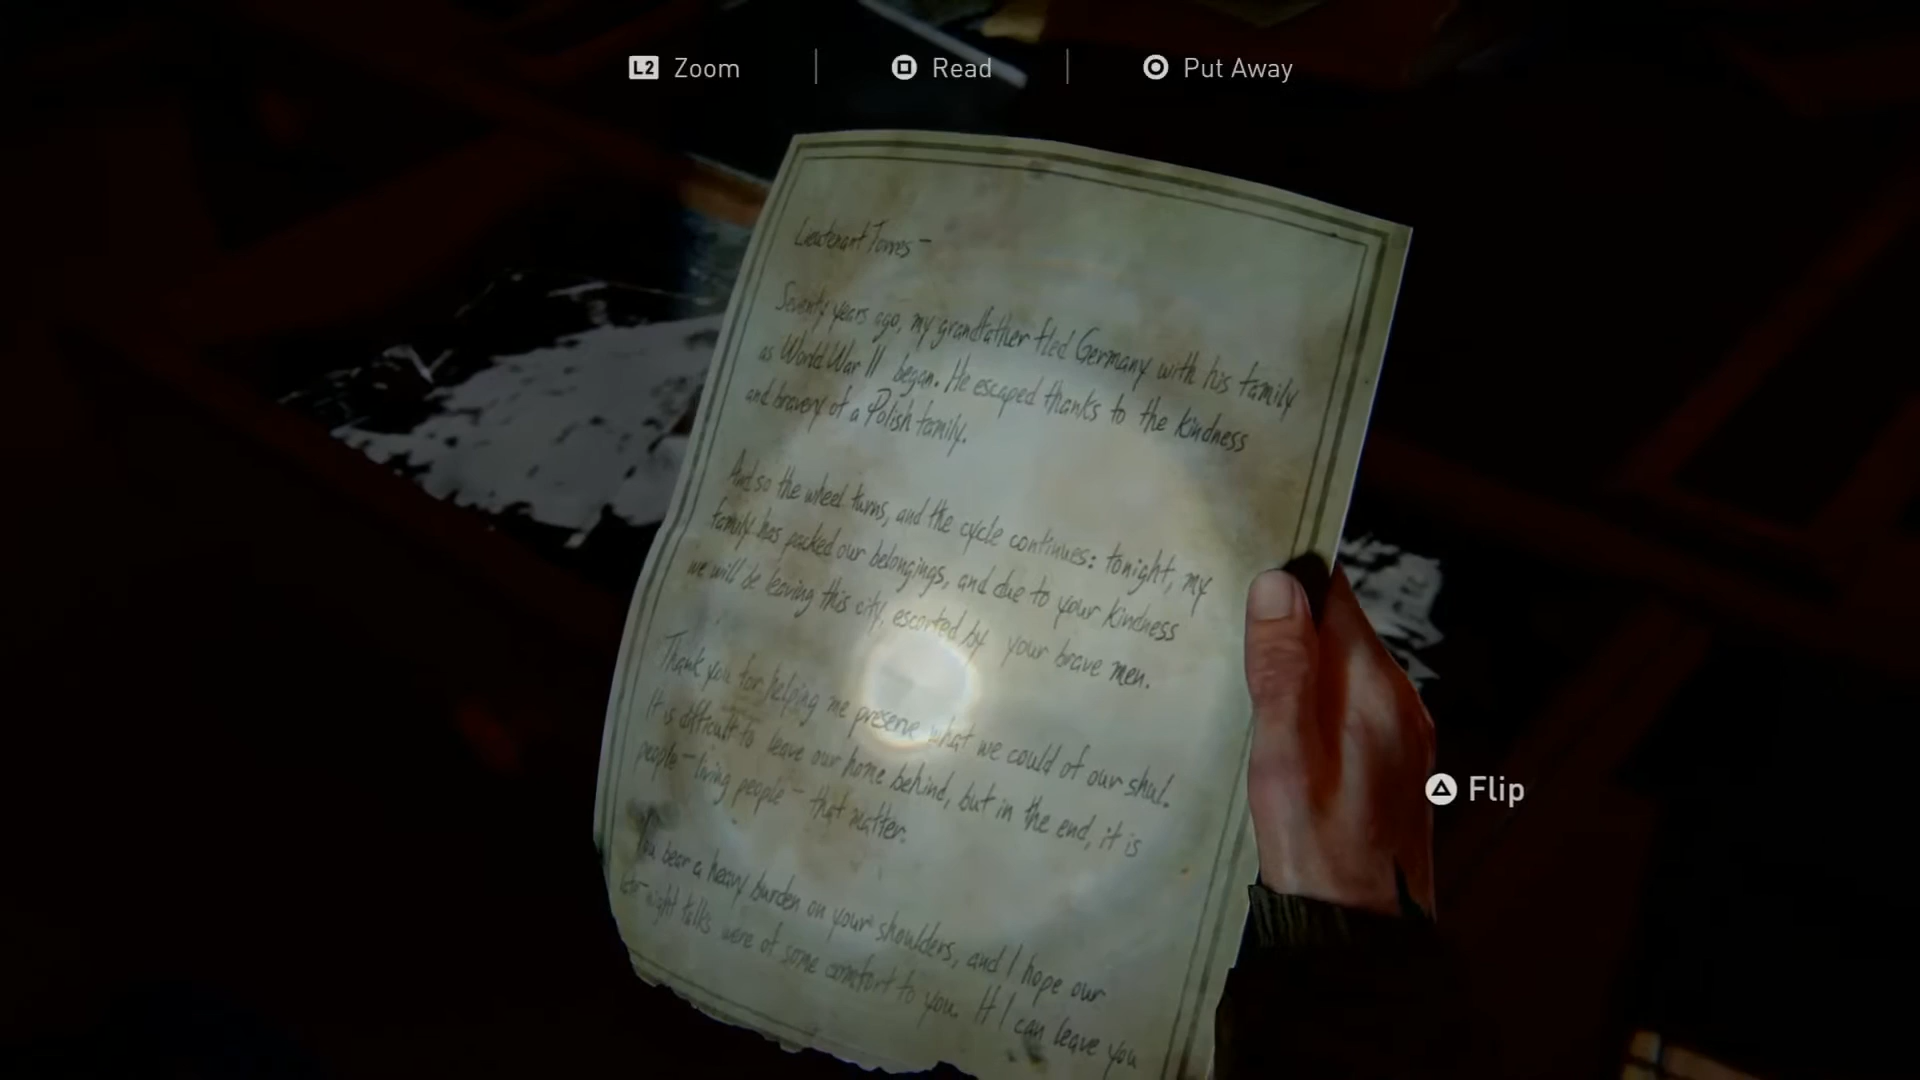 L2 Zoom | Read | Put Away
Lieutenant Torres –
Seventy years ago, my grandfather fled Germany with his family
as World War II began. He escaped thanks to the kindness
and bravery of a Polish family.
And so the wheel turns, and the cycle continues: tonight, my
family has packed our belongings, and due to your kindness
we will be leaving this city, escorted by your brave men.
Thank you for helping me preserve what we could of our shul.
It is difficult to leave our home behind, but in the end, it is
people – living people – that matter.
You bear a heavy burden on your shoulders, and I hope our
late-night talks were of some comfort to you. If I can leave you
Flip